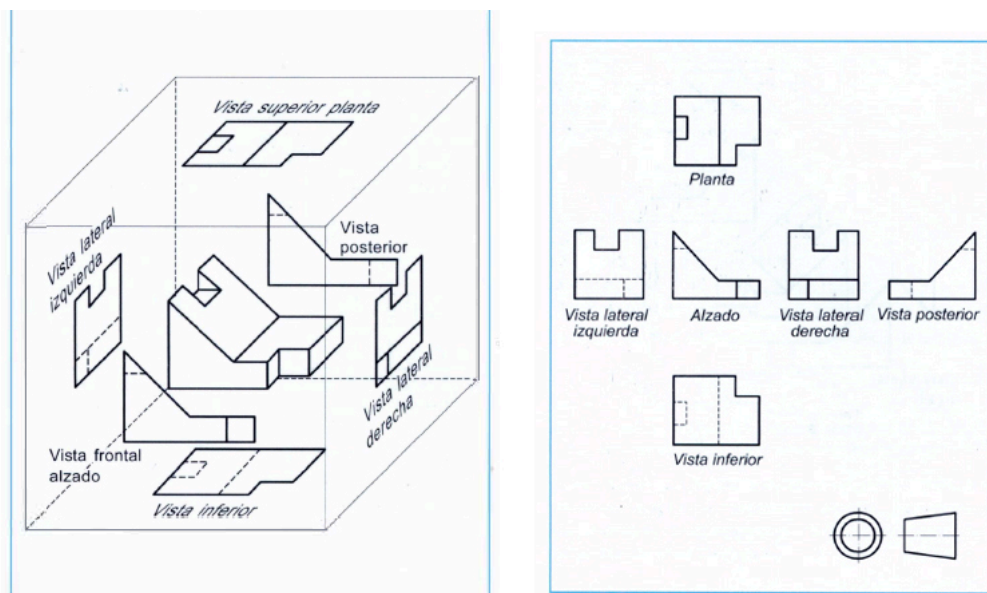 Vista superior planta
Vista lateral
izquierda
Vista
posterior
Vista lateral
derecha
Vista frontal
alzado
Vista inferior
Planta
Vista lateral
izquierda
Alzado
Vista lateral
derecha
Vista posterior
Vista inferior